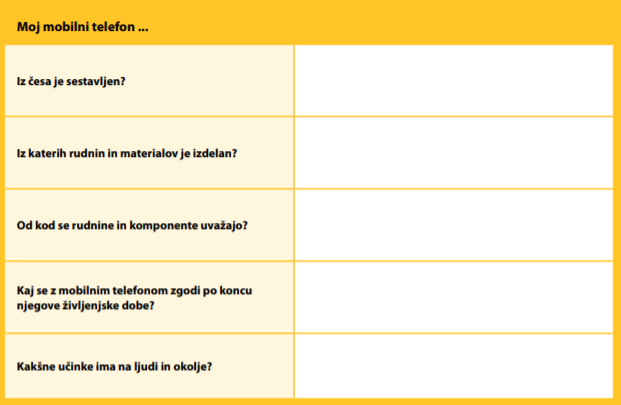 Moj mobilni telefon ...
Iz česa je sestavljen?
Iz katerih rudnin in materialov je izdelan?
Od kod se rudnine in komponente uvažajo?
Kaj se z mobilnim telefonom zgodi po koncu
njegove življenjske dobe?
Kakšne učinke ima na ljudi in okolje?